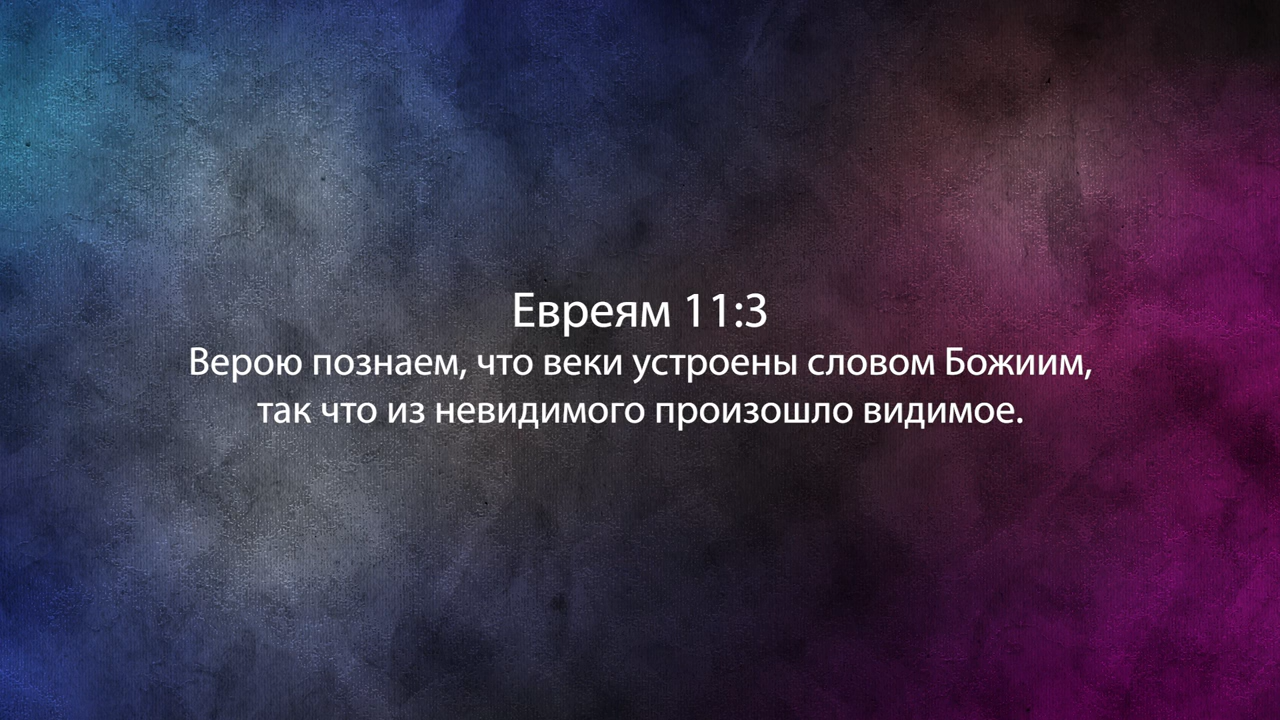 Евреям 11:3
Верою познаем, что веки устроены словом Божиим,
так что из невидимого произошло видимое.